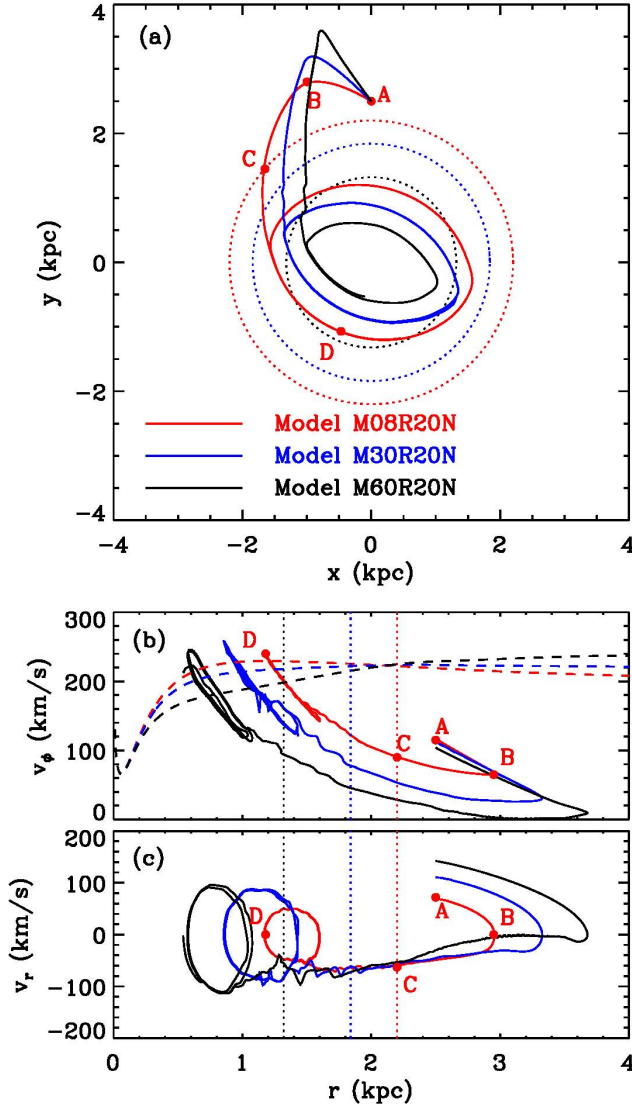 (a)
4
2
0
-2
-4
y (kpc)
A
B
C
D
Model M08R20N
Model M30R20N
Model M60R20N
-4 -2 0 2 4
x (kpc)
(b)
300
200
100
0
v_ϕ (km/s)
D
A
C
B
(c)
200
100
0
-100
-200
v_r (km/s)
D
A
B
C
0 1 2 3 4
r (kpc)